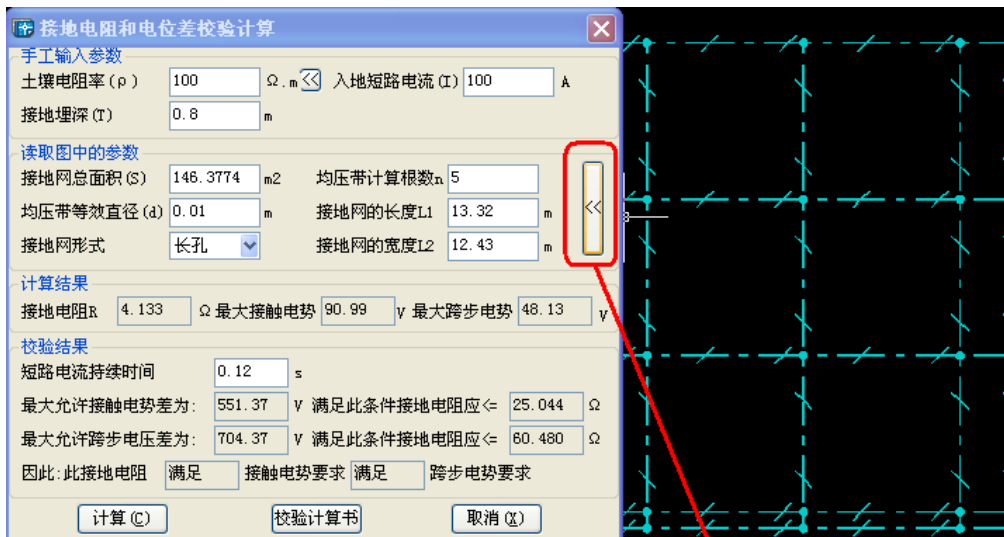 接地电阻和电位差校验计算
手工输入参数
土壤电阻率(ρ) 100 Ω.m << 入地短路电流(I) 100 A
接地埋深(T) 0.8 m
读取图中的参数
接地网总面积(S) 146.3774 m2 均压带计算根数n 5
均压带等效直径(d) 0.01 m 接地网的长度L1 13.32 m <<
接地网形式 长孔 接地网的宽度L2 12.43 m
计算结果
接地电阻R 4.133 Ω 最大接触电势 90.99 V 最大跨步电势 48.13 V
校验结果
短路电流持续时间 0.12 s
最大允许接触电势差为: 551.37 V 满足此条件接地电阻应<= 25.044 Ω
最大允许跨步电压差为: 704.37 V 满足此条件接地电阻应<= 60.480 Ω
因此:此接地电阻 满足 接触电势要求 满足 跨步电势要求
计算(C) 校验计算书 取消(X)